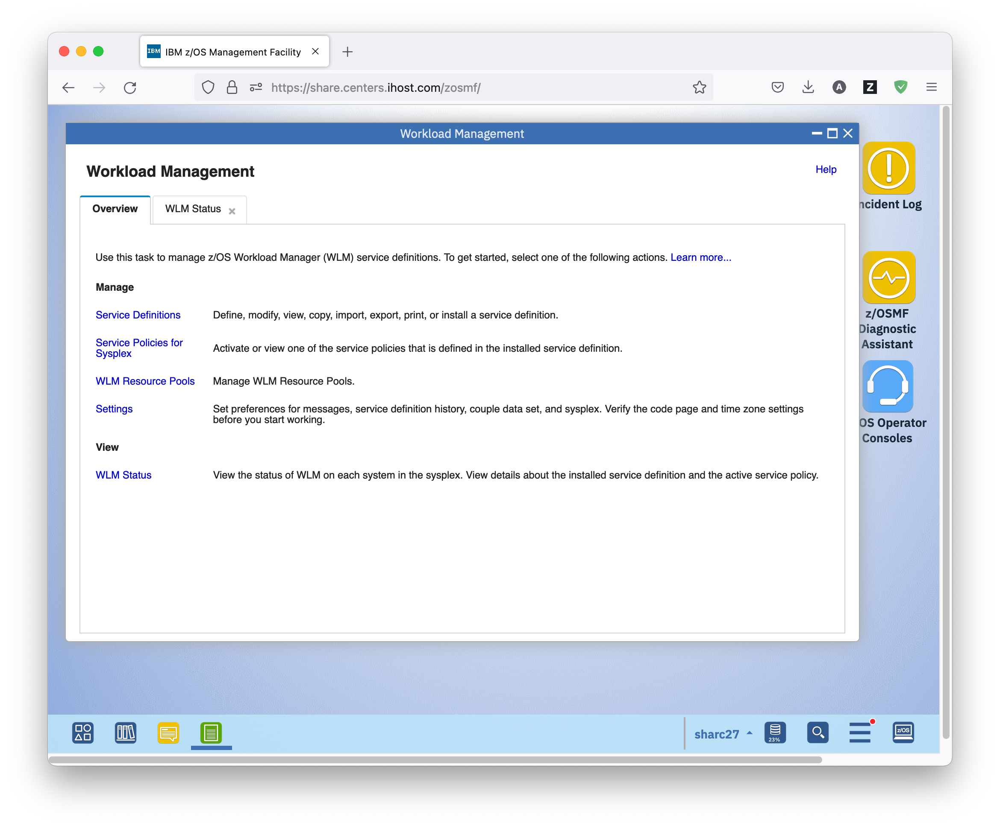 IBM
IBM z/OS Management Facility
https://share.centers.ihost.com/zosmf/
A
Z
Workload Management
Workload Management
Help
Overview
WLM Status
Use this task to manage z/OS Workload Manager (WLM) service definitions. To get started, select one of the following actions. Learn more...
Manage
Service Definitions
Define, modify, view, copy, import, export, print, or install a service definition.
Service Policies for
Sysplex
Activate or view one of the service policies that is defined in the installed service definition.
WLM Resource Pools
Manage WLM Resource Pools.
Settings
Set preferences for messages, service definition history, couple data set, and sysplex. Verify the code page and time zone settings
before you start working.
View
WLM Status
View the status of WLM on each system in the sysplex. View details about the installed service definition and the active service policy.
ncident Log
z/OSMF
Diagnostic
Assistant
OS Operator
Consoles
sharc27
23%
z/OS